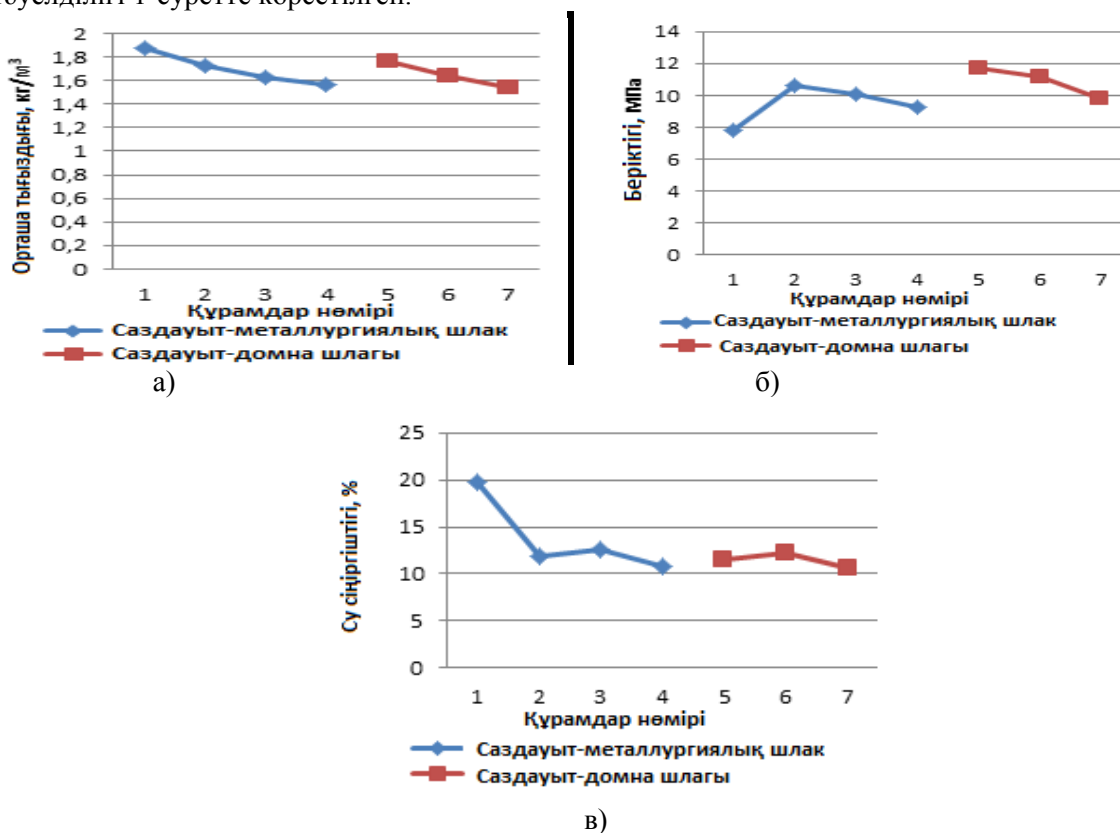 1 суретте көрсетілген.
Орташа тығыздығы, кг/м³
2
1,8
1,6
1,4
1,2
1
0,8
0,6
0,4
0,2
0
1 2 3 4 5 6 7
Құрамдар нөмірі
Саздауыт-металлургиялық шлак
Саздауыт-домна шлагы
а)
Беріктігі, МПа
14
12
10
8
6
4
2
0
1 2 3 4 5 6 7
Құрамдар нөмірі
Саздауыт-металлургиялық шлак
Саздауыт-домна шлагы
б)
Су сіңіргіштігі, %
25
20
15
10
5
0
1 2 3 4 5 6 7
Құрамдар нөмірі
Саздауыт-металлургиялық шлак
Саздауыт-домна шлагы
в)